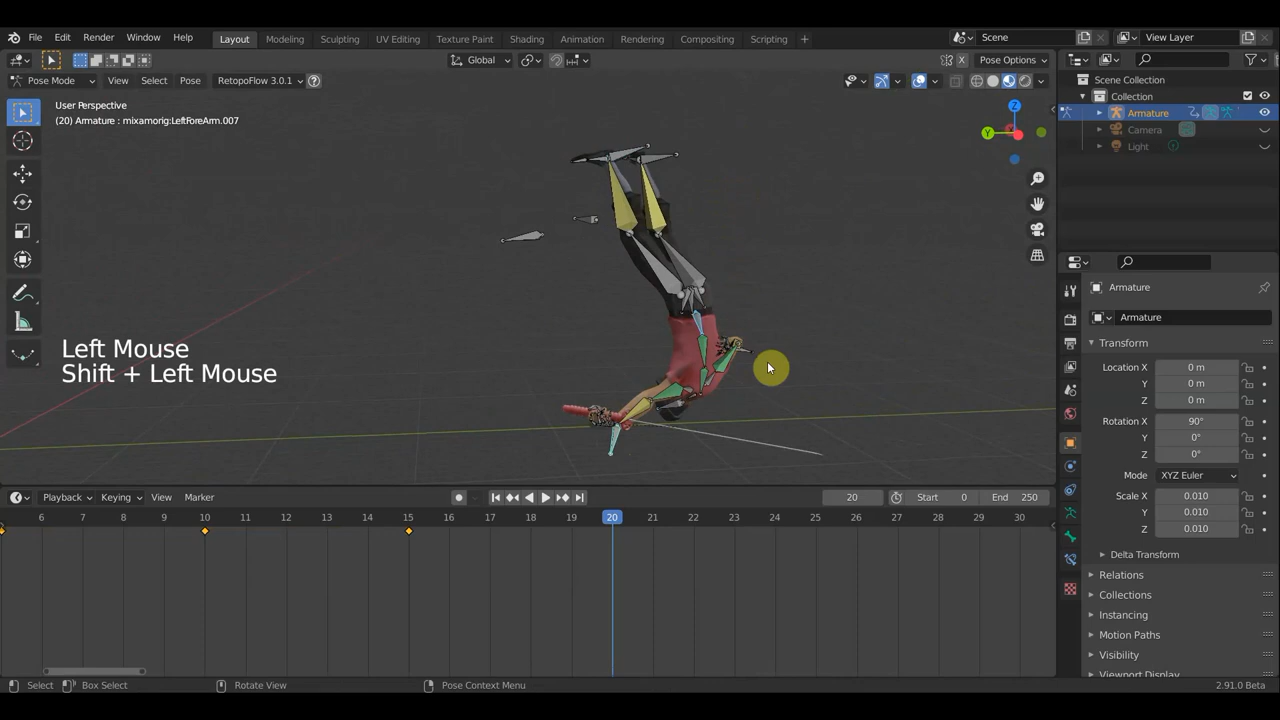 File Edit Render Window Help Layout Modeling Sculpting UV Editing Texture Paint Shading Animation Rendering Compositing Scripting + Scene View Layer
Global X Pose Options
Pose Mode View Select Pose RetopoFlow 3.0.1
Scene Collection
Collection
Armature
Camera
Light
User Perspective
(20) Armature : mixamorig:LeftForeArm.007
Z
Y
Left Mouse
Shift + Left Mouse
Armature
Armature
Transform
Location X 0 m
Y 0 m
Z 0 m
Rotation X 90°
Y 0°
Z 0°
Mode XYZ Euler
Scale X 0.010
Y 0.010
Z 0.010
Delta Transform
Relations
Collections
Instancing
Motion Paths
Visibility
Viewport Display
Playback Keying View Marker 20 Start 0 End 250
6 7 8 9 10 11 12 13 14 15 16 17 18 19 20 21 22 23 24 25 26 27 28 29 30
Select Box Select Rotate View Pose Context Menu 2.91.0 Beta